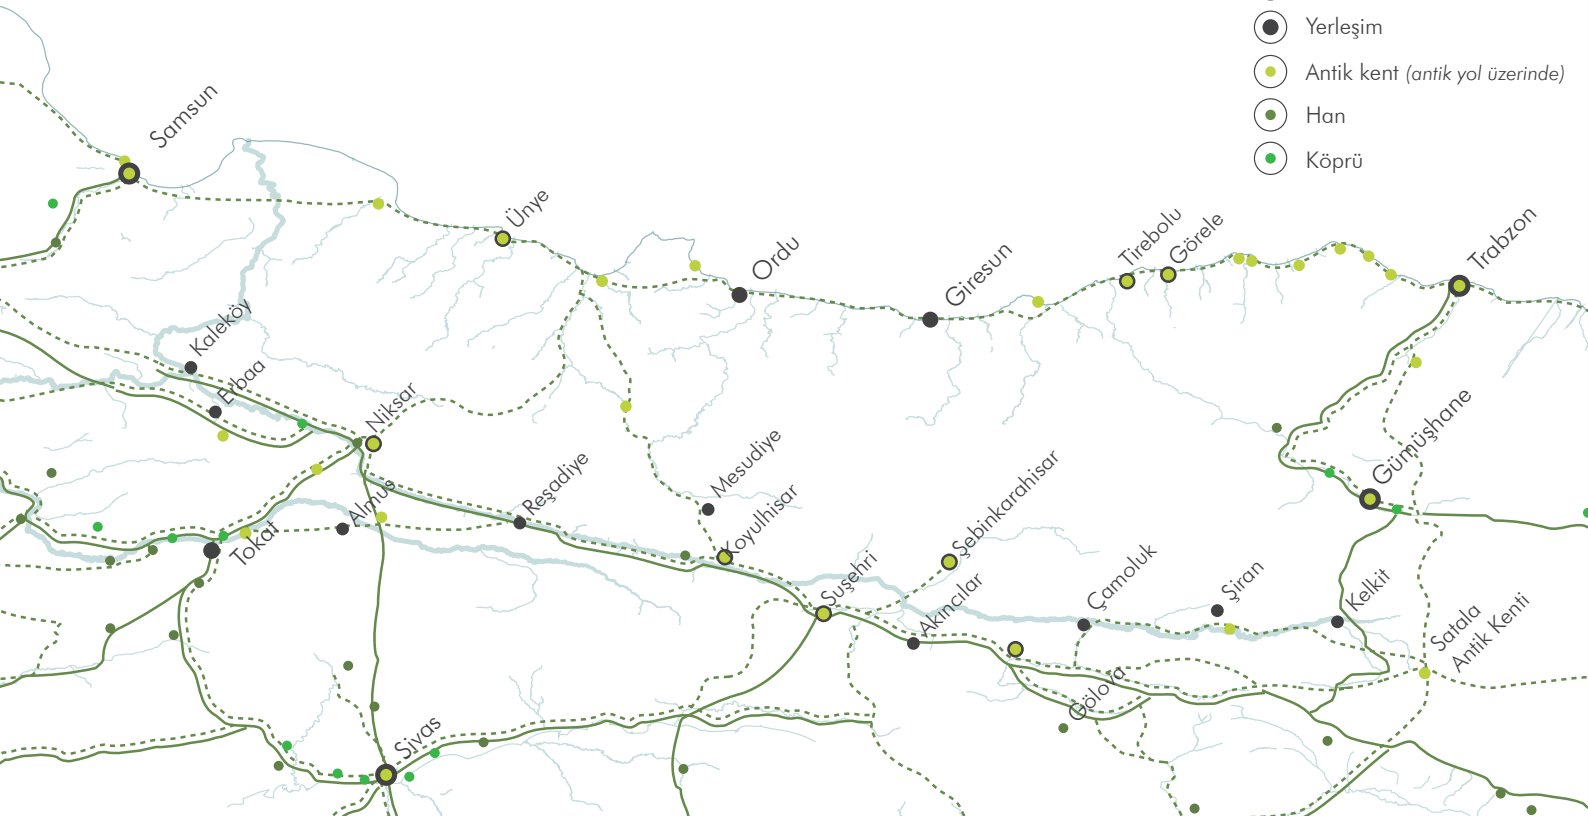 Yerleşim
Antik kent (antik yol üzerinde)
Han
Köprü
Samsun
Ünye
Ordu
Giresun
Tirebolu
Görele
Trabzon
Kaleköy
Erbaa
Niksar
Gümüşhane
Mesudiye
Reşadiye
Almus
Tokat
Koyulhisar
Şebinkarahisar
Suşehri
Akıncılar
Çamoluk
Şiran
Kelkit
Satala
Antik Kenti
Gölova
Sivas